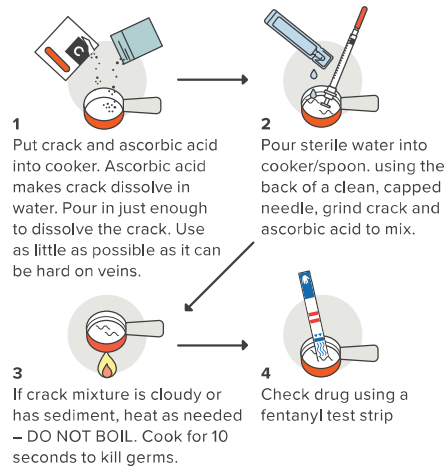 1
Put crack and ascorbic acid
into cooker. Ascorbic acid
makes crack dissolve in
water. Pour in just enough
to dissolve the crack. Use
as little as possible as it can
be hard on veins.
2
Pour sterile water into
cooker/spoon. using the
back of a clean, capped
needle, grind crack and
ascorbic acid to mix.
3
If crack mixture is cloudy or
has sediment, heat as needed
– DO NOT BOIL. Cook for 10
seconds to kill germs.
4
Check drug using a
fentanyl test strip